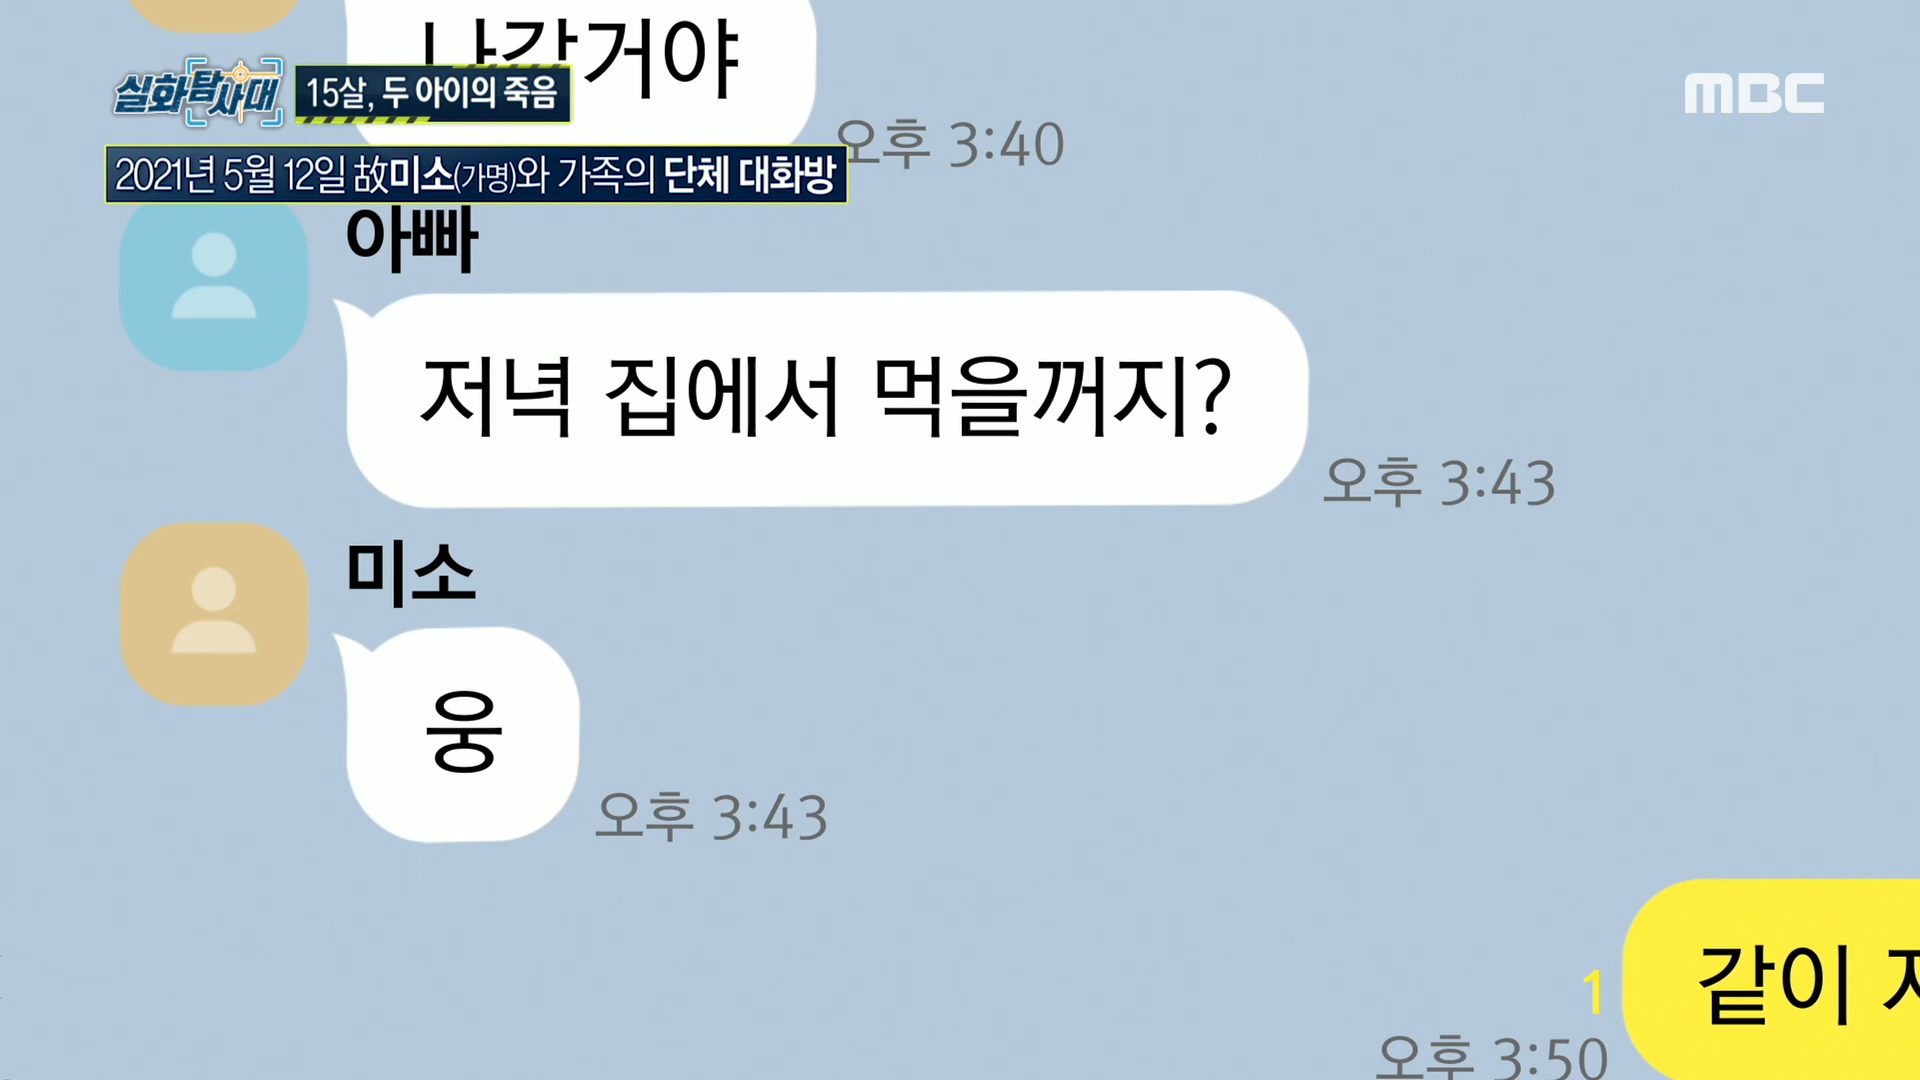 나갈거야
실화탐사대
15살, 두 아이의 죽음
MBC
오후 3:40
2021년 5월 12일 故미소(가명)와 가족의 단체 대화방
아빠
저녁 집에서 먹을꺼지?
오후 3:43
미소
웅
오후 3:43
같이
1
오후 3:50